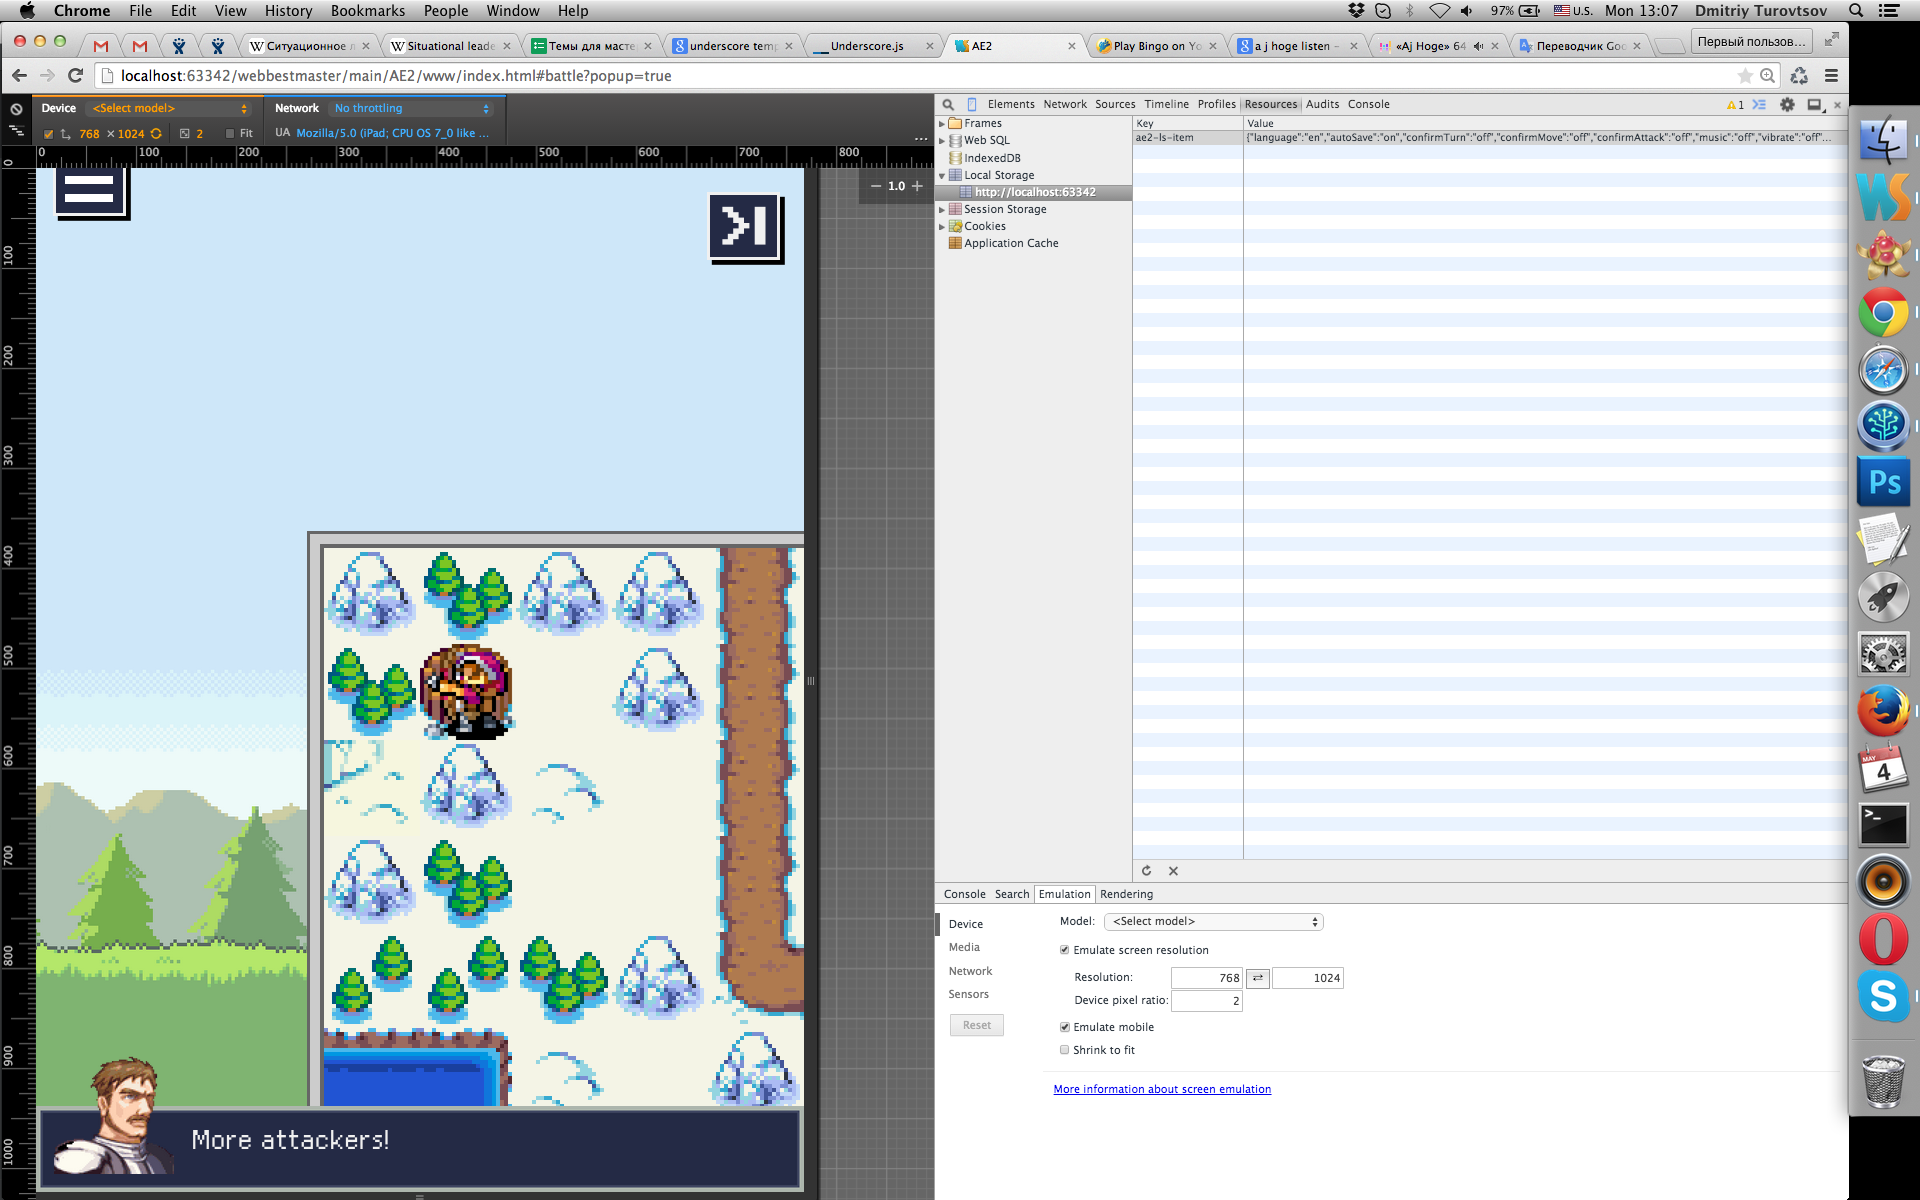 Chrome File Edit View History Bookmarks People Window Help 97% U.S. Mon 13:07 Dmitriy Turovtsov
Ситуационное л Situational leade Темы для масте underscore temp Underscore.js AE2 Play Bingo on Yo a j hoge listen – «Aj Hoge» 64 Переводчик Goo Первый пользов...
localhost:63342/webbestmaster/main/AE2/www/index.html#battle?popup=true
Device <Select model> Network No throttling
768 × 1024 2 Fit UA Mozilla/5.0 (iPad; CPU OS 7_0 like ... ...
0 100 200 300 400 500 600 700 800
0
100
200
300
400
500
600
700
800
900
1000
1.0
More attackers!
Elements Network Sources Timeline Profiles Resources Audits Console 1
Frames
Web SQL
IndexedDB
Local Storage
http://localhost:63342
Session Storage
Cookies
Application Cache
Key Value
ae2-ls-item {"language":"en","autoSave":"on","confirmTurn":"off","confirmMove":"off","confirmAttack":"off","music":"off","vibrate":"off"...
Console Search Emulation Rendering
Device
Media
Network
Sensors
Reset
Model: <Select model>
Emulate screen resolution
Resolution: 768 1024
Device pixel ratio: 2
Emulate mobile
Shrink to fit
More information about screen emulation
WS
Ps
MAY
4
>_
S